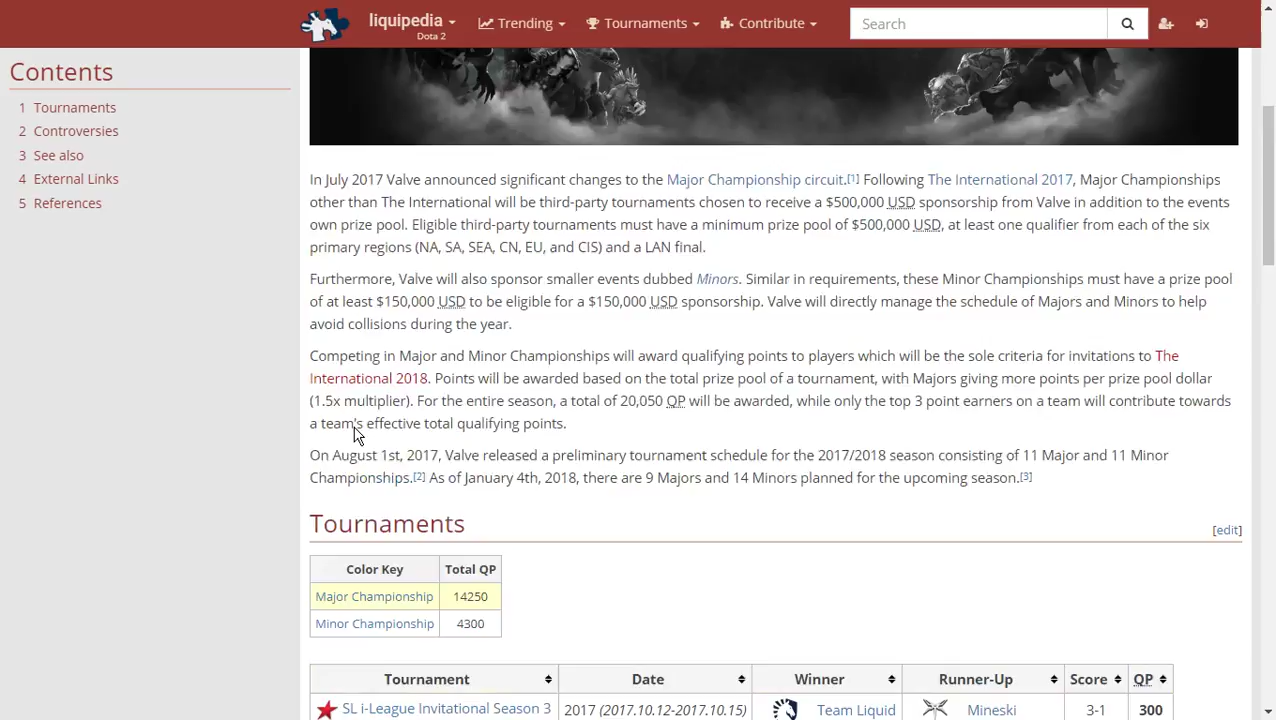 liquipedia
Dota 2
Trending
Tournaments
Contribute
Search
Contents
1 Tournaments
2 Controversies
3 See also
4 External Links
5 References
In July 2017 Valve announced significant changes to the Major Championship circuit.[1] Following The International 2017, Major Championships
other than The International will be third-party tournaments chosen to receive a $500,000 USD sponsorship from Valve in addition to the events
own prize pool. Eligible third-party tournaments must have a minimum prize pool of $500,000 USD, at least one qualifier from each of the six
primary regions (NA, SA, SEA, CN, EU, and CIS) and a LAN final.
Furthermore, Valve will also sponsor smaller events dubbed Minors. Similar in requirements, these Minor Championships must have a prize pool
of at least $150,000 USD to be eligible for a $150,000 USD sponsorship. Valve will directly manage the schedule of Majors and Minors to help
avoid collisions during the year.
Competing in Major and Minor Championships will award qualifying points to players which will be the sole criteria for invitations to The
International 2018. Points will be awarded based on the total prize pool of a tournament, with Majors giving more points per prize pool dollar
(1.5x multiplier). For the entire season, a total of 20,050 QP will be awarded, while only the top 3 point earners on a team will contribute towards
a team's effective total qualifying points.
On August 1st, 2017, Valve released a preliminary tournament schedule for the 2017/2018 season consisting of 11 Major and 11 Minor
Championships.[2] As of January 4th, 2018, there are 9 Majors and 14 Minors planned for the upcoming season.[3]
Tournaments
[edit]
Color Key Total QP
Major Championship 14250
Minor Championship 4300
Tournament Date Winner Runner-Up Score QP
SL i-League Invitational Season 3 2017 (2017.10.12-2017.10.15) Team Liquid Mineski 3-1 300